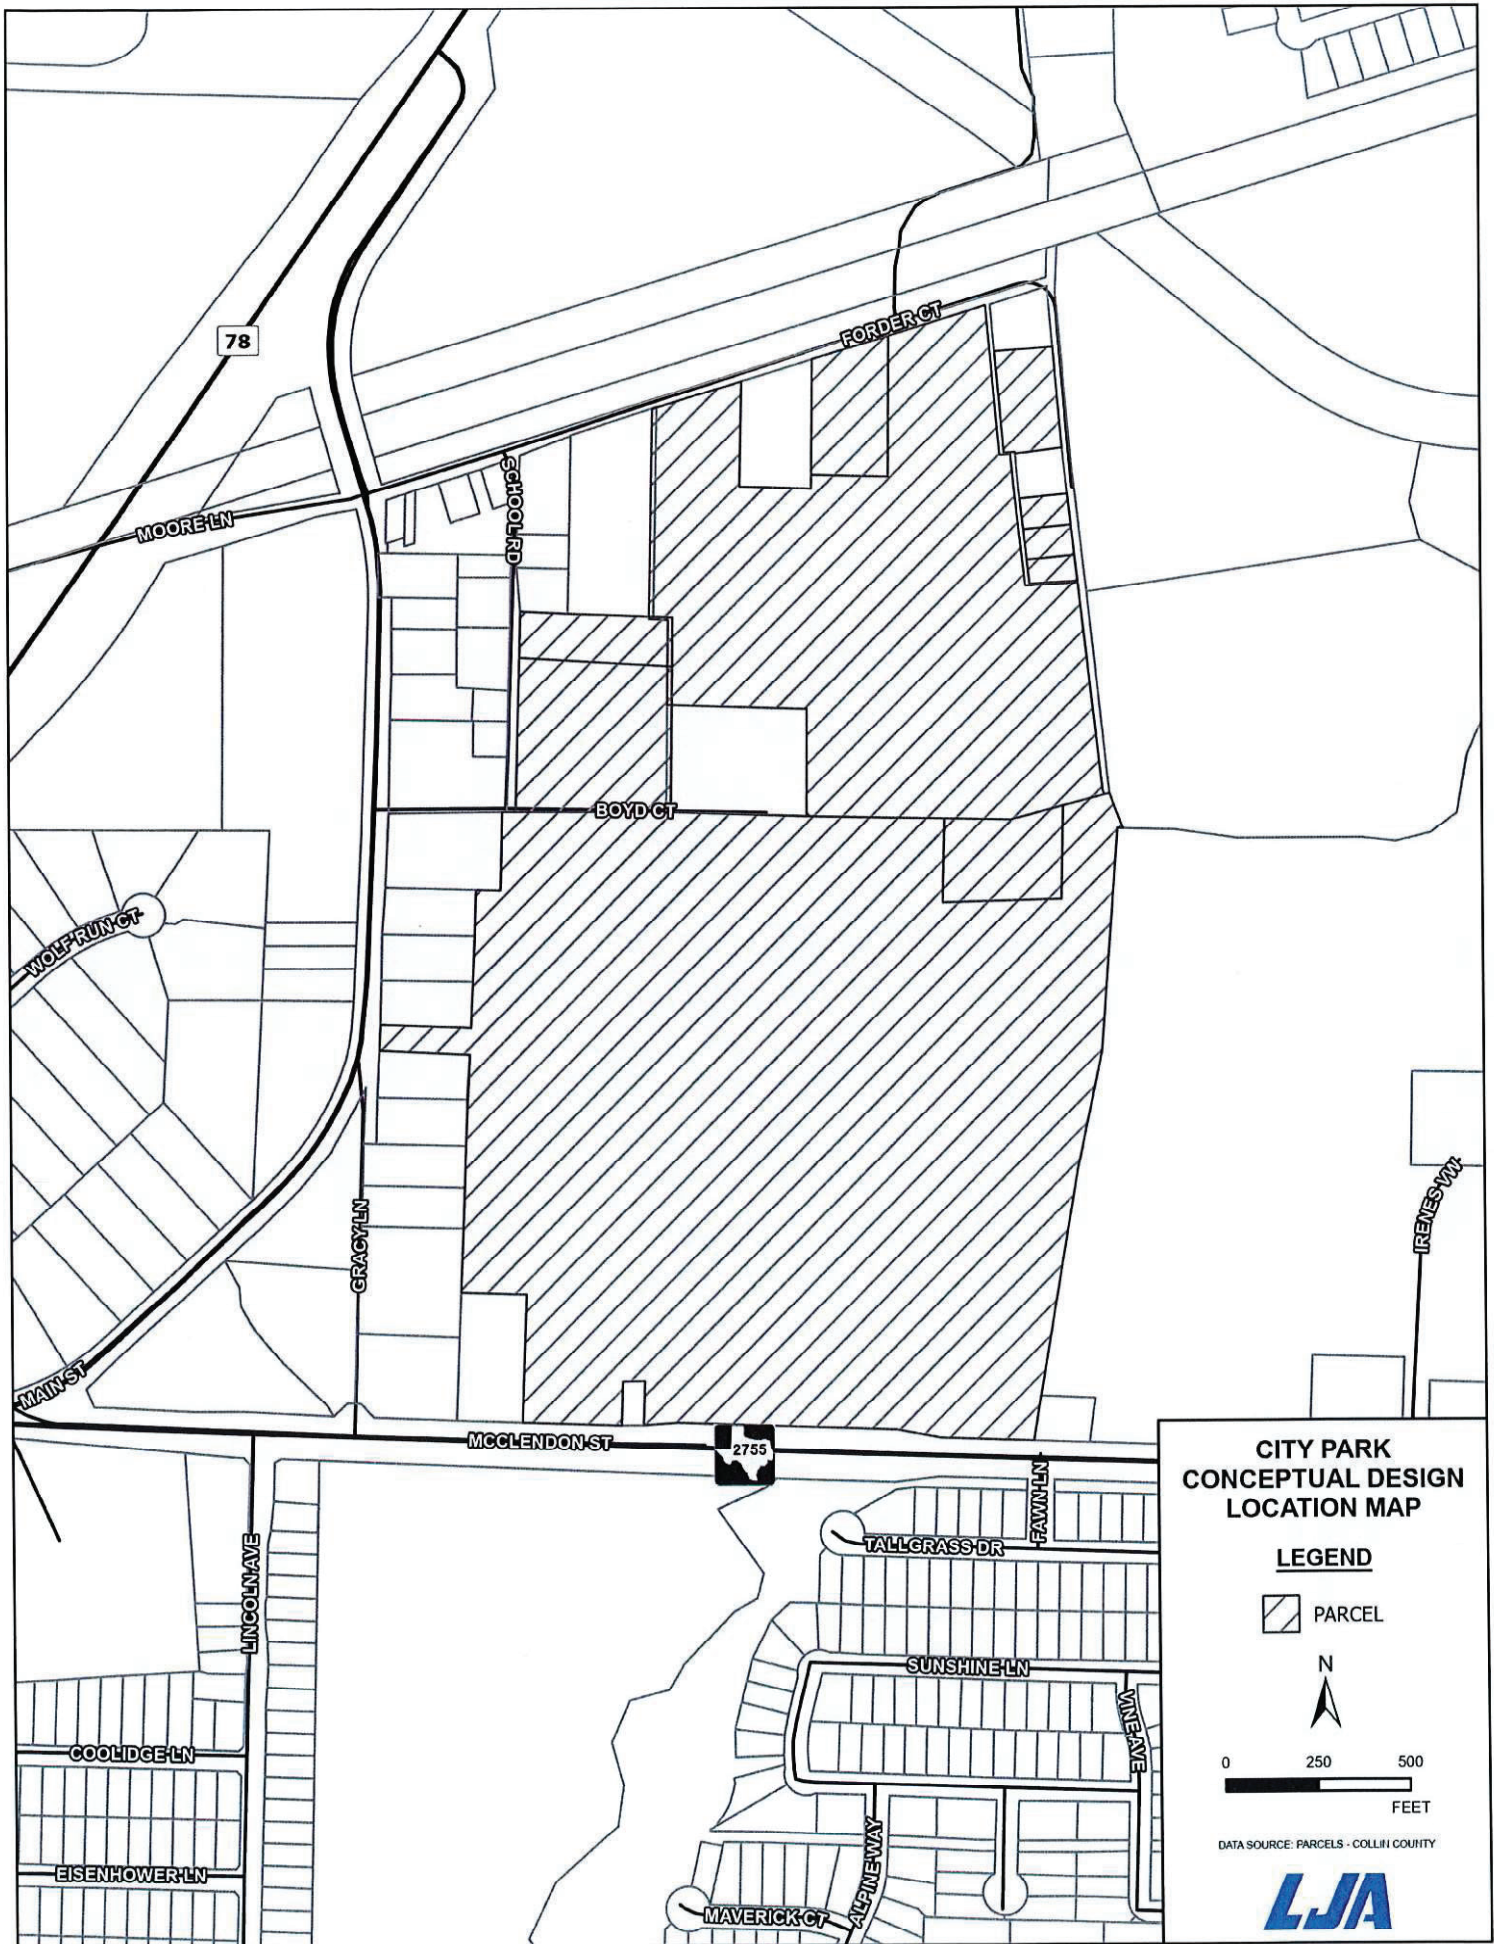 78
FORDER CT
MOORE LN
SCHOOL RD
BOYD CT
WOLF RUN CT
GRACY LN
IRENES VW
MAIN ST
MCCLENDON ST
2755
LINCOLN AVE
FAWN LN
TALLGRASS DR
SUNSHINE LN
VINE AVE
COOLIDGE LN
EISENHOWER LN
ALPINE WAY
MAVERICK CT
CITY PARK
CONCEPTUAL DESIGN
LOCATION MAP
LEGEND
PARCEL
N
0 250 500
FEET
DATA SOURCE: PARCELS - COLLIN COUNTY
LJA